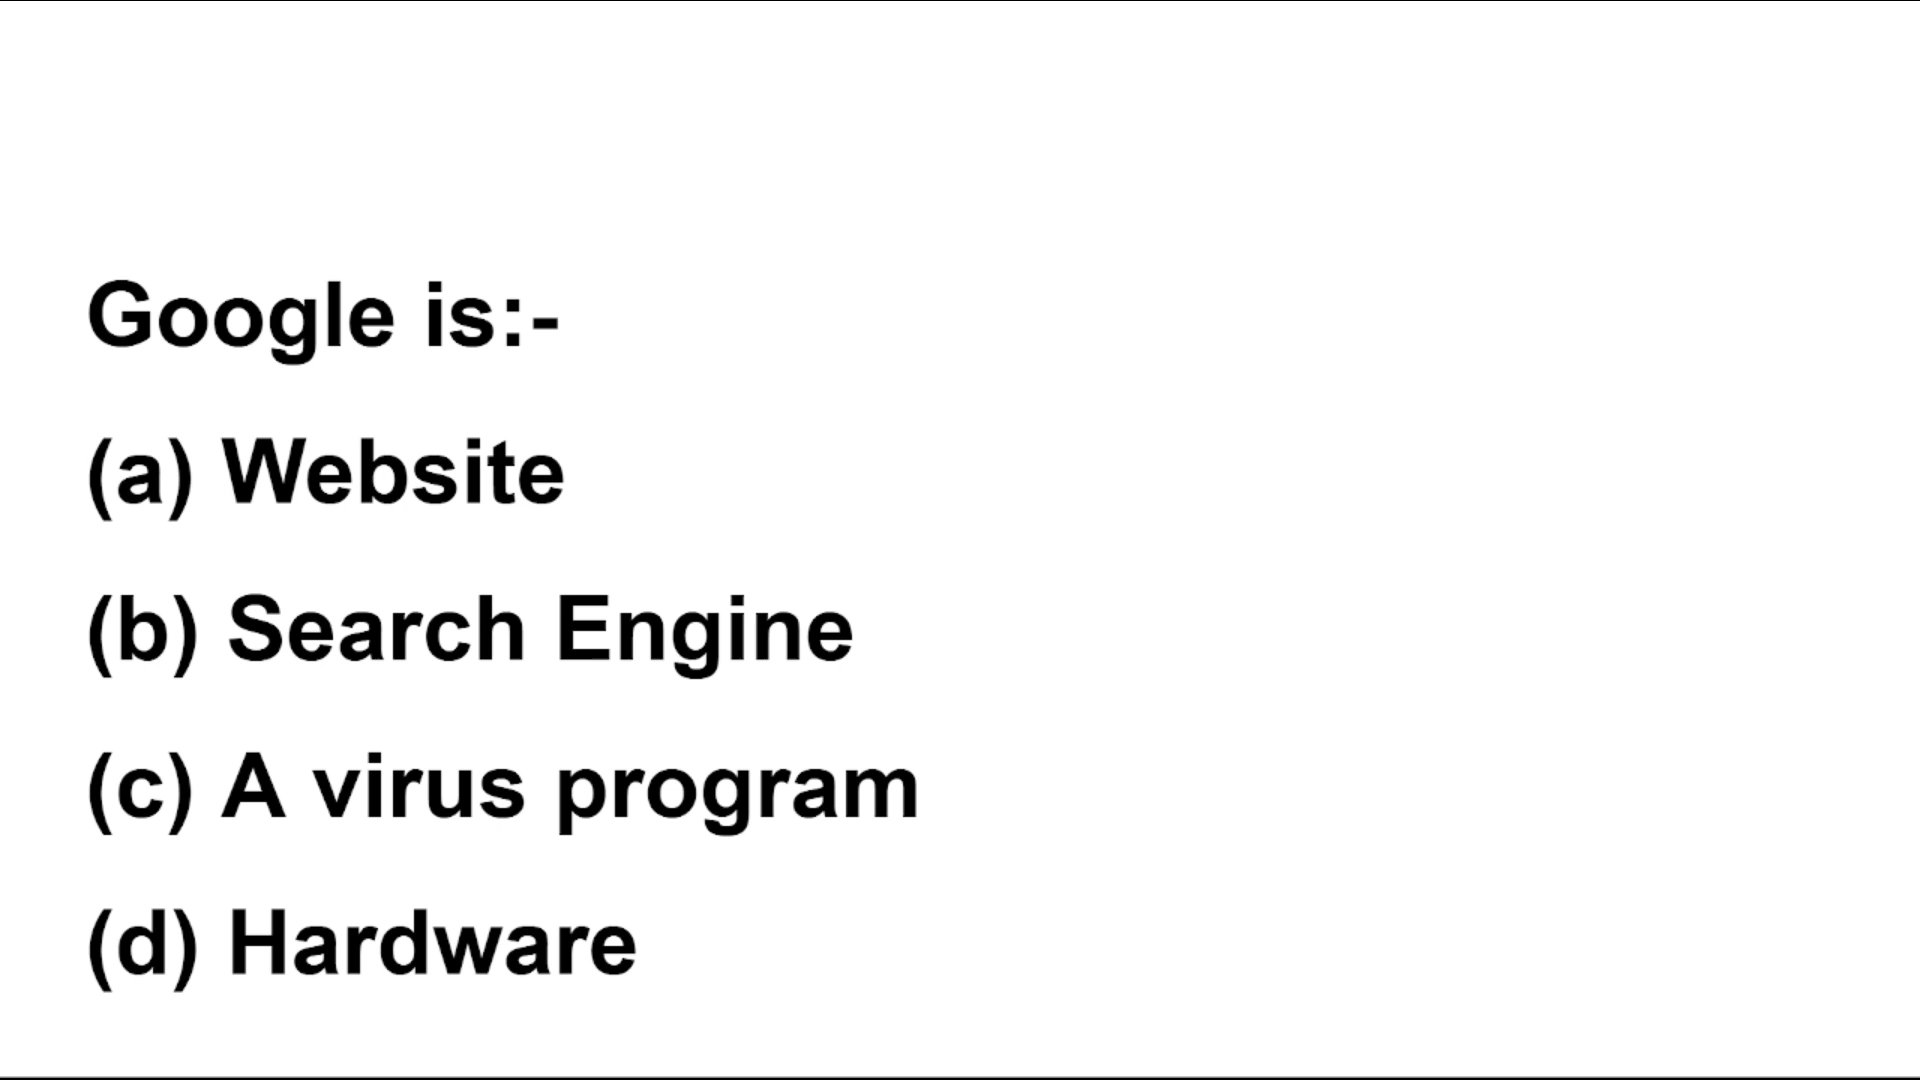 Google is:-
(a) Website
(b) Search Engine
(c) A virus program
(d) Hardware